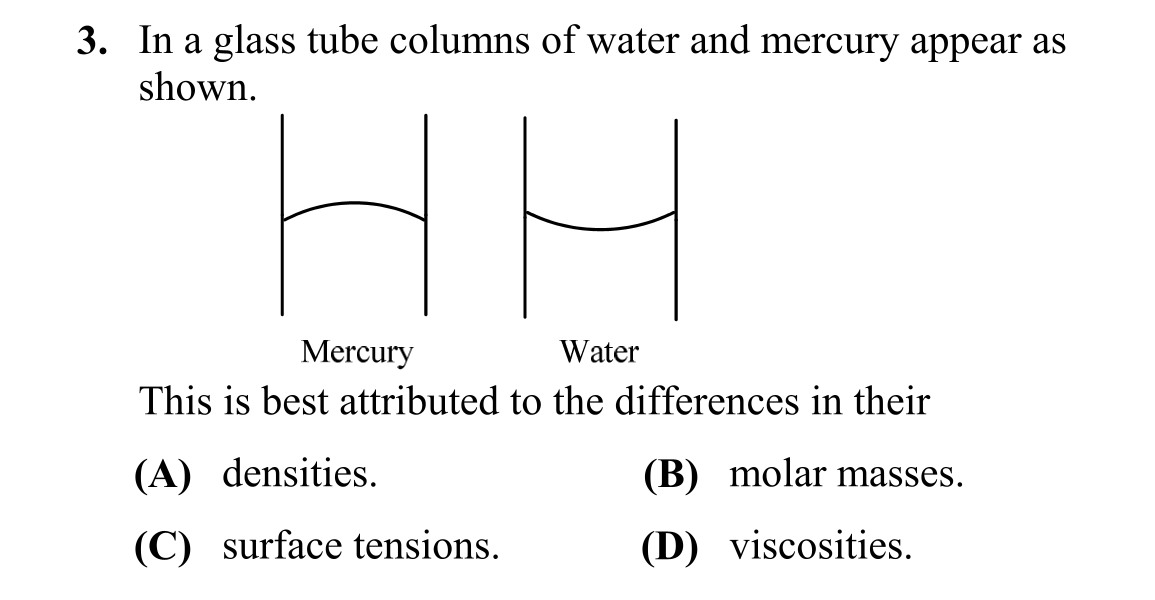 3. In a glass tube columns of water and mercury appear as
shown.
Mercury Water
This is best attributed to the differences in their
(A) densities. (B) molar masses.
(C) surface tensions. (D) viscosities.